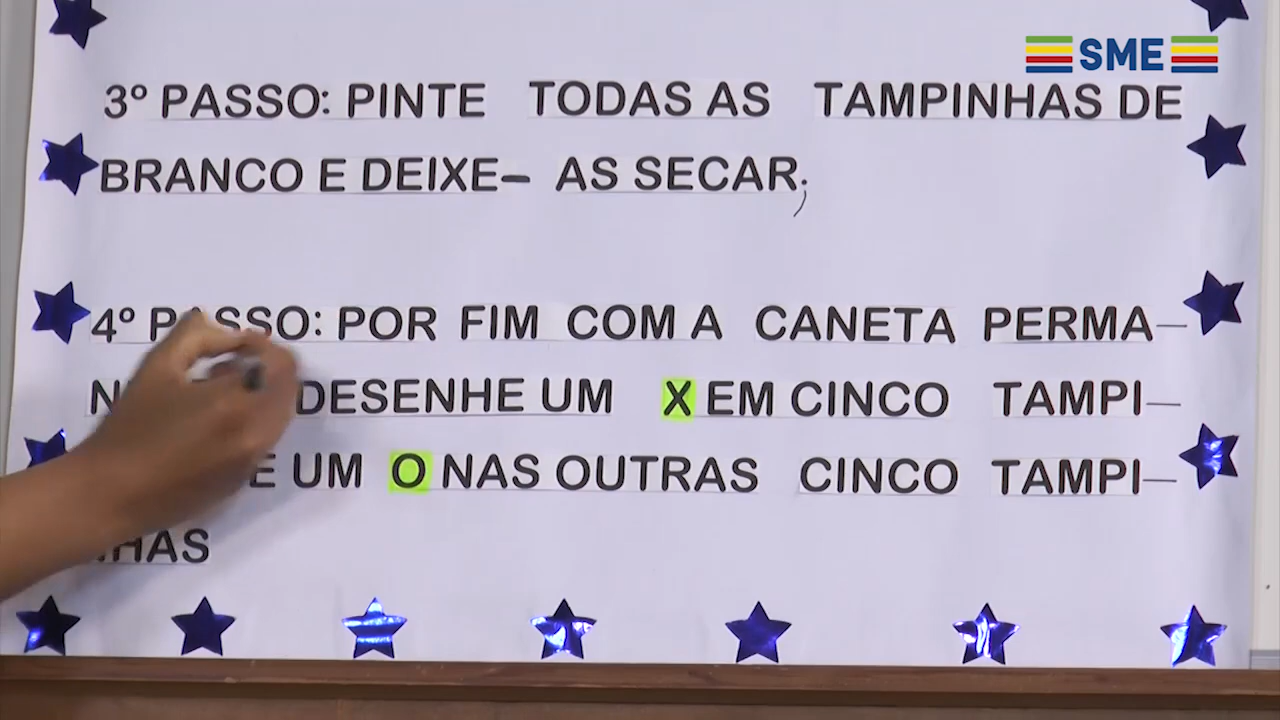 SME
3º PASSO: PINTE TODAS AS TAMPINHAS DE
BRANCO E DEIXE- AS SECAR;
4º PASSO: POR FIM COM A CANETA PERMA-
DESENHE UM X EM CINCO TAMPI-
E UM O NAS OUTRAS CINCO TAMPI-
NHAS